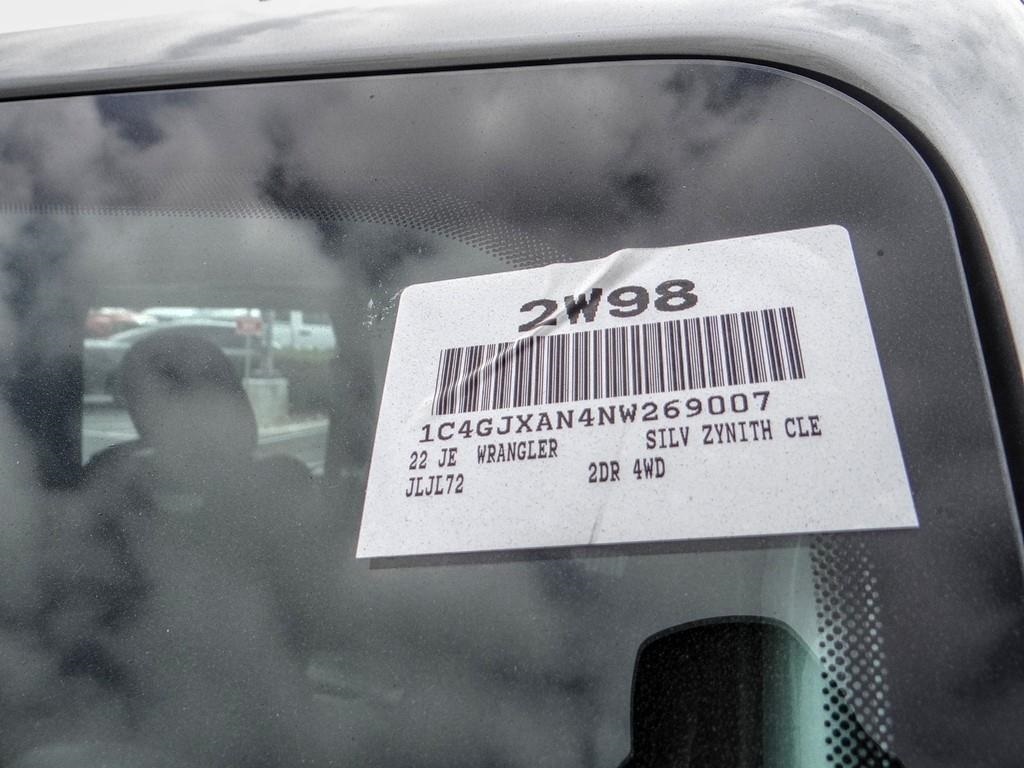 2W98
1C4GJXAN4NW269007
22 JE WRANGLER SILV ZYNITH CLE
JLJL72 2DR 4WD